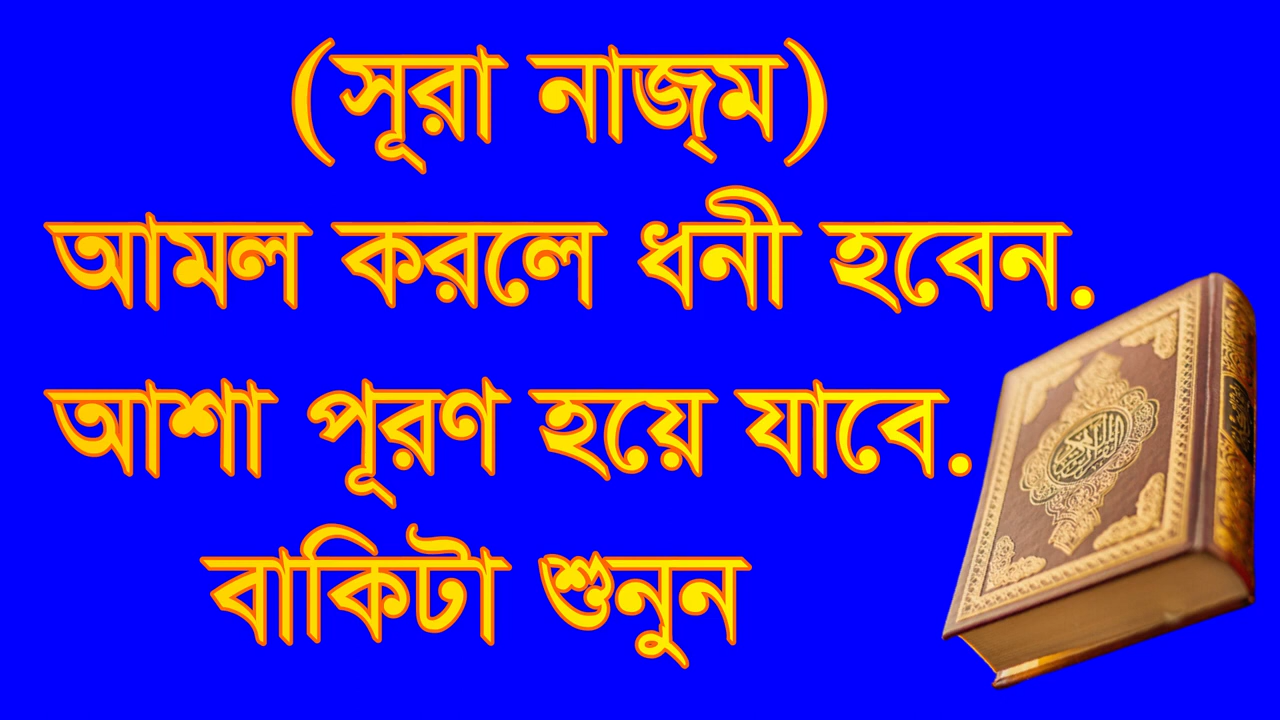 (সূরা নাজ্ম)
আমল করলে ধনী হবেন.
আশা পূরণ হয়ে যাবে.
বাকিটা শুনুন